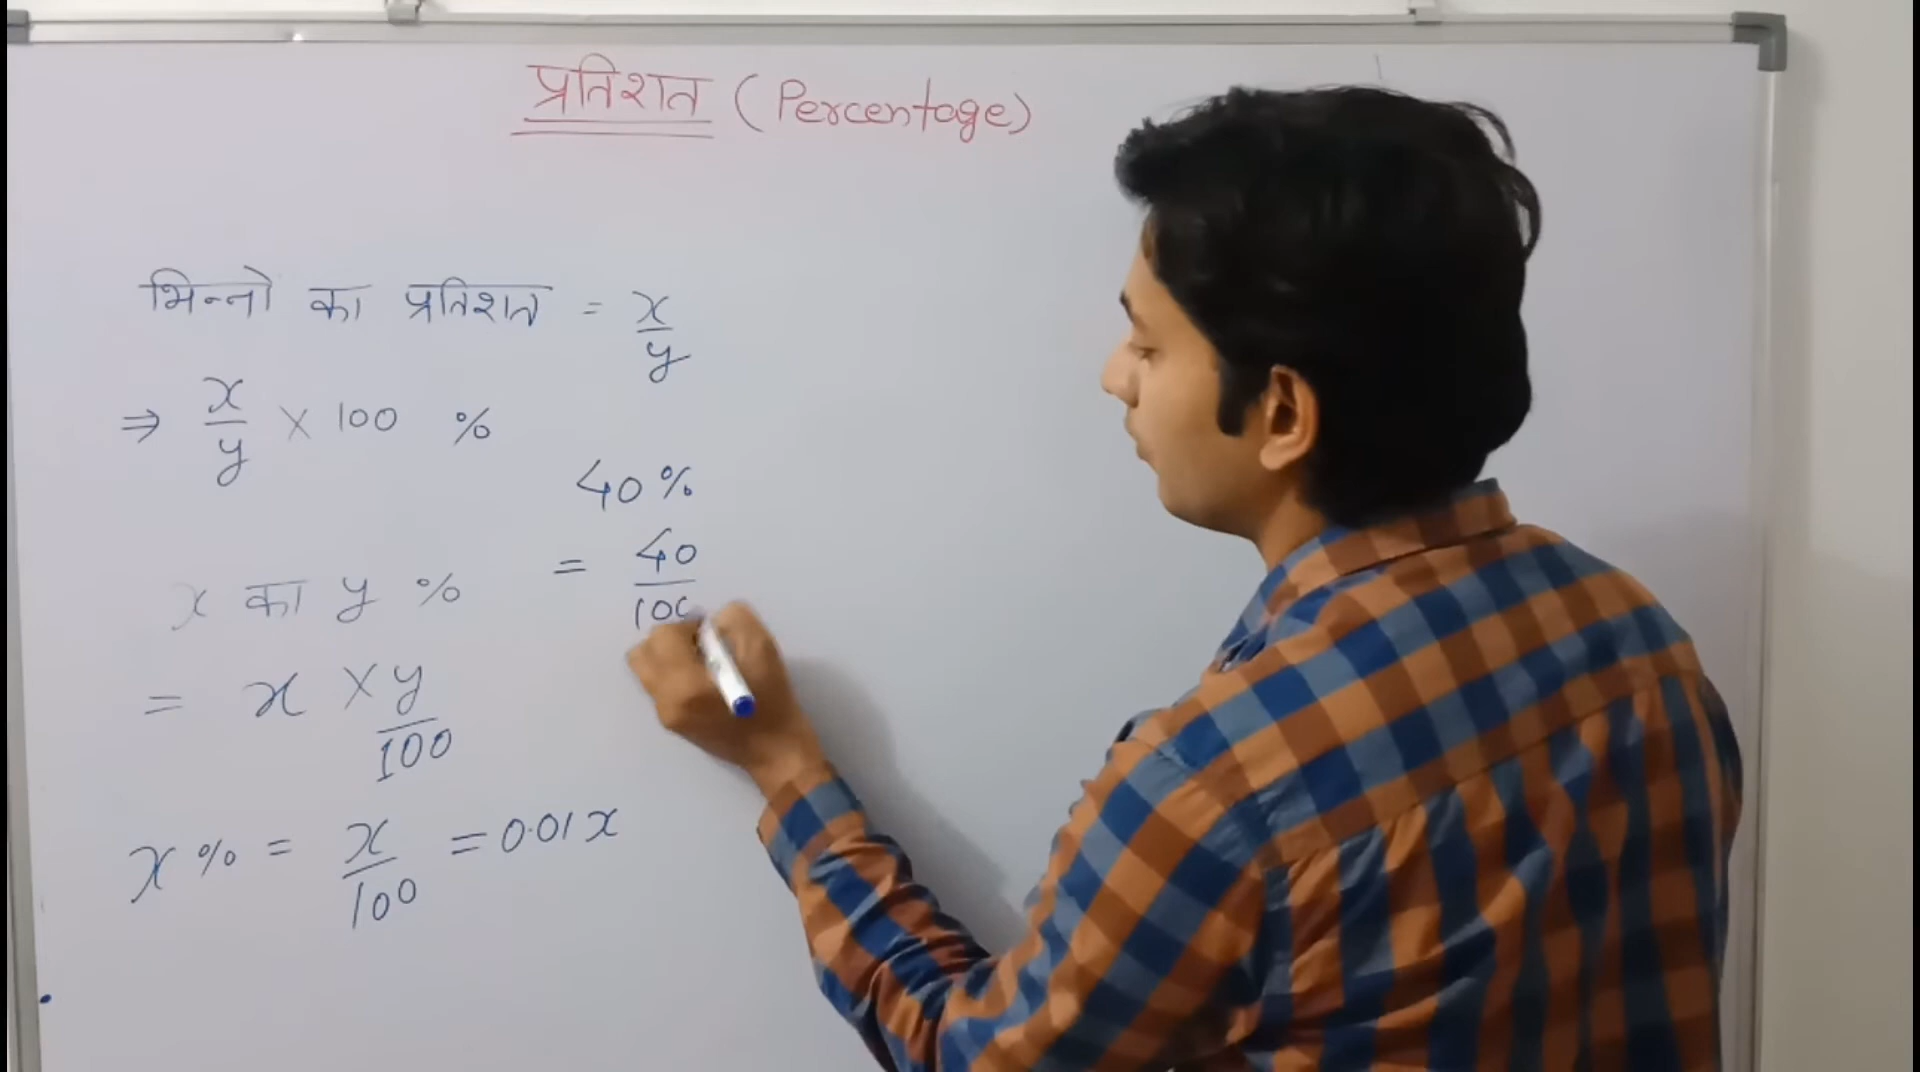 प्रतिशत (Percentage)
भिन्नो का प्रतिशत = x/y
⇒ x/y × 100 %
40%
= 40/100
x का y %
= x × y/100
x% = x/100 = 0.01x